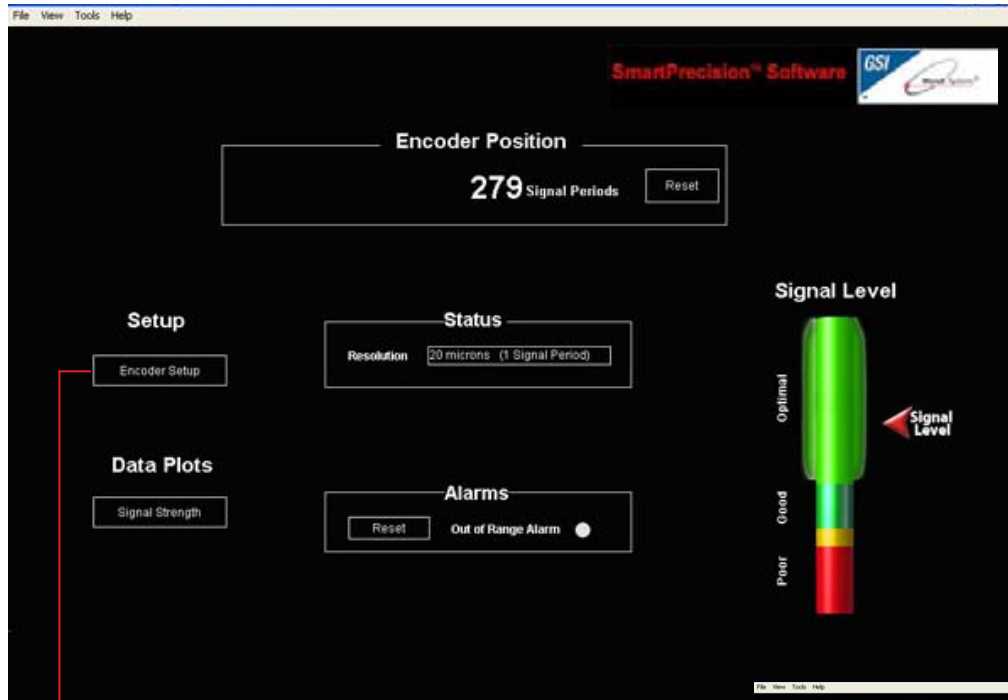 File View Tools Help
SmartPrecision™ Software
GSI
Encoder Position
279 Signal Periods
Reset
Signal Level
Setup
Encoder Setup
Status
Resolution 20 microns (1 Signal Period)
Optimal
Signal
Level
Data Plots
Signal Strength
Alarms
Reset
Out of Range Alarm
Good
Poor
File View Tools Help